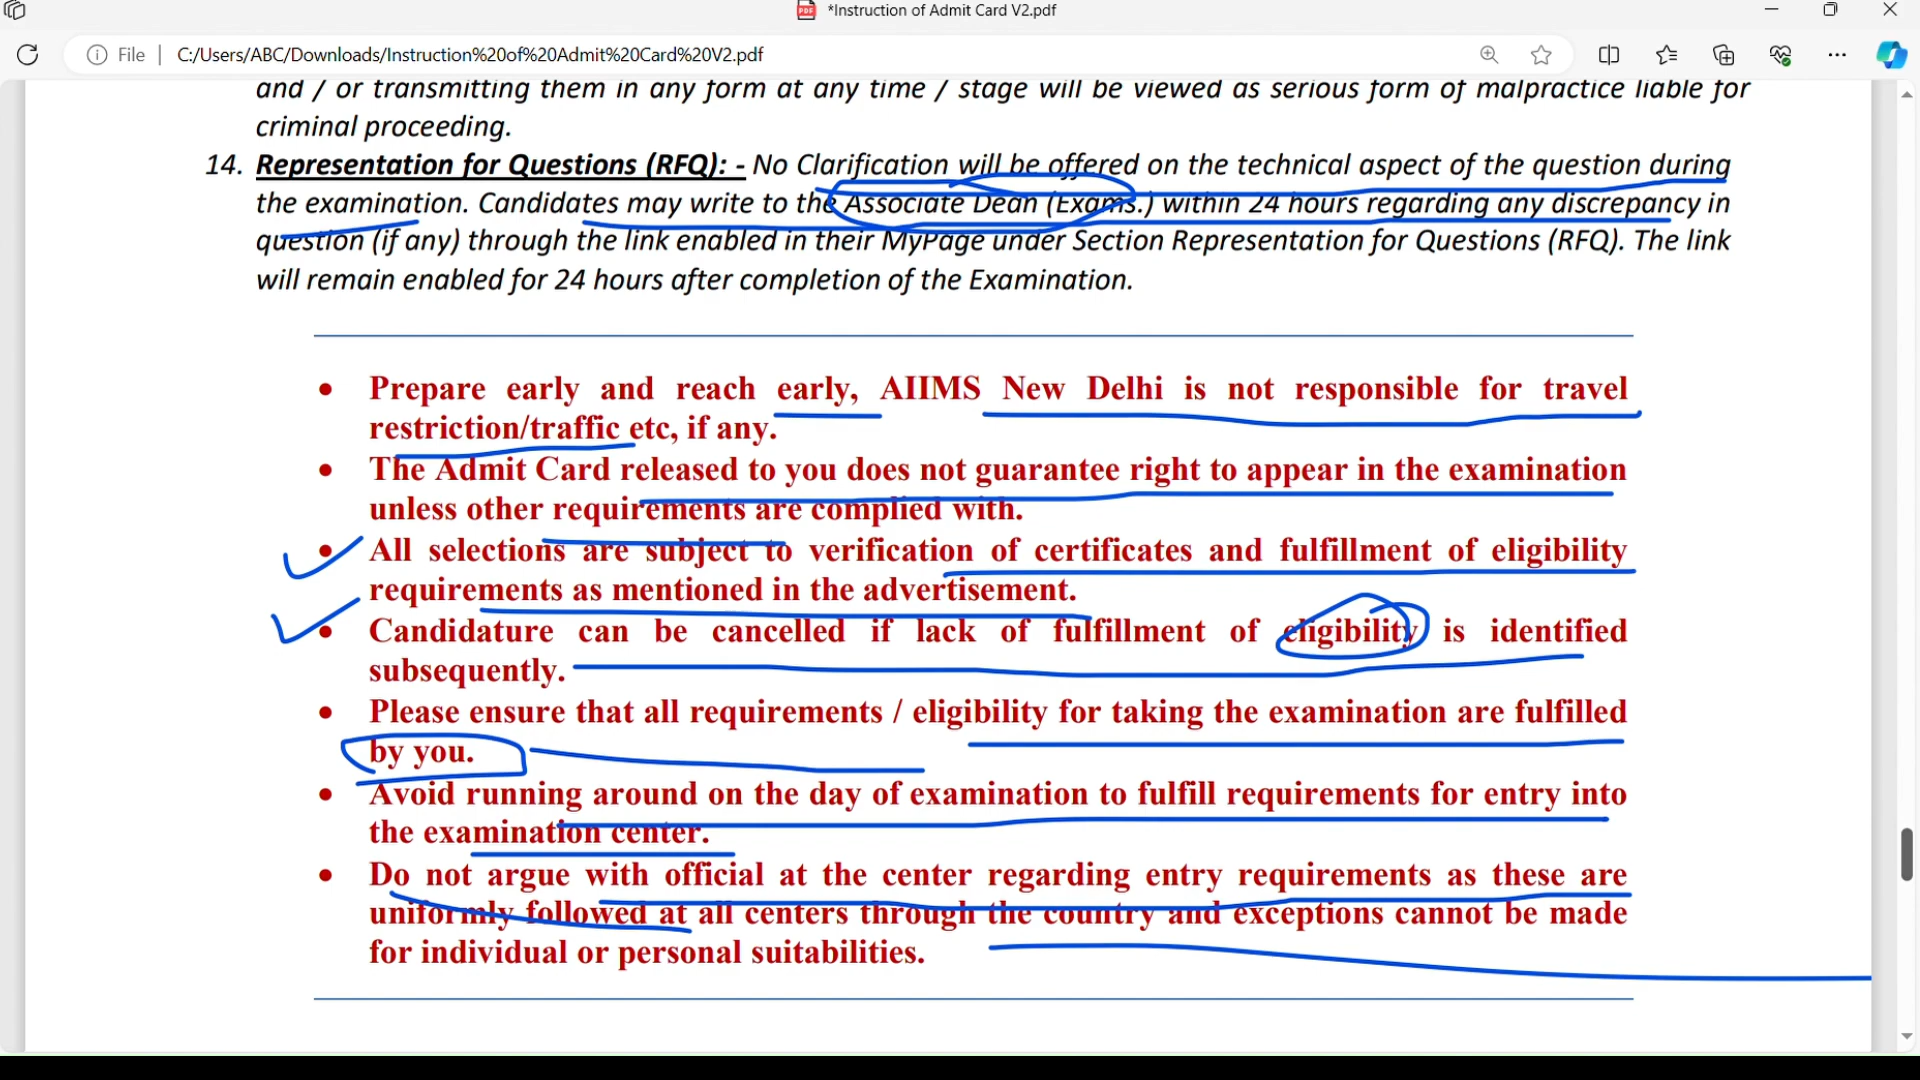 *Instruction of Admit Card V2.pdf
File
C:/Users/ABC/Downloads/Instruction%20of%20Admit%20Card%20V2.pdf
and / or transmitting them in any form at any time / stage will be viewed as serious form of malpractice liable for
criminal proceeding.
14. Representation for Questions (RFQ): - No Clarification will be offered on the technical aspect of the question during
the examination. Candidates may write to the Associate Dean (Exams.) within 24 hours regarding any discrepancy in
question (if any) through the link enabled in their MyPage under Section Representation for Questions (RFQ). The link
will remain enabled for 24 hours after completion of the Examination.
• Prepare early and reach early, AIIMS New Delhi is not responsible for travel
restriction/traffic etc, if any.
• The Admit Card released to you does not guarantee right to appear in the examination
unless other requirements are complied with.
• All selections are subject to verification of certificates and fulfillment of eligibility
requirements as mentioned in the advertisement.
• Candidature can be cancelled if lack of fulfillment of eligibility is identified
subsequently.
• Please ensure that all requirements / eligibility for taking the examination are fulfilled
by you.
• Avoid running around on the day of examination to fulfill requirements for entry into
the examination center.
• Do not argue with official at the center regarding entry requirements as these are
uniformly followed at all centers through the country and exceptions cannot be made
for individual or personal suitabilities.